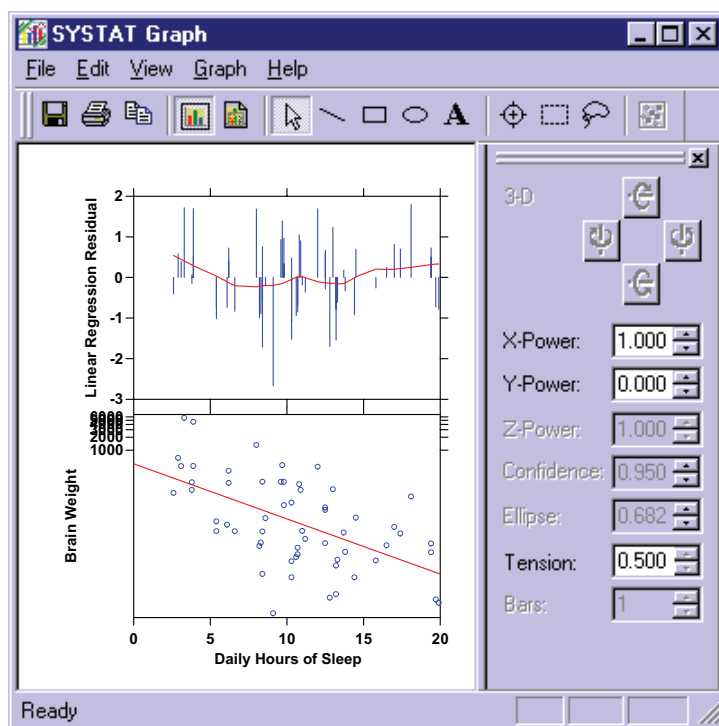 SYSTAT Graph
File Edit View Graph Help
A
Linear Regression Residual
2
1
0
-1
-2
-3
6000
5000
4000
3000
2000
1000
Brain Weight
0 5 10 15 20
Daily Hours of Sleep
3-D
X-Power: 1.000
Y-Power: 0.000
Z-Power: 1.000
Confidence: 0.950
Ellipse: 0.682
Tension: 0.500
Bars: 1
Ready